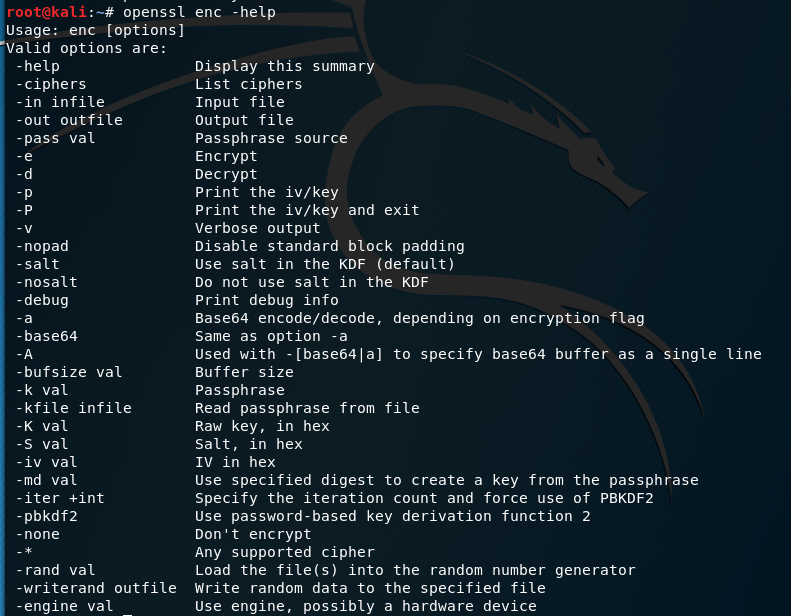 root@kali:~# openssl enc -help
Usage: enc [options]
Valid options are:
-help Display this summary
-ciphers List ciphers
-in infile Input file
-out outfile Output file
-pass val Passphrase source
-e Encrypt
-d Decrypt
-p Print the iv/key
-P Print the iv/key and exit
-v Verbose output
-nopad Disable standard block padding
-salt Use salt in the KDF (default)
-nosalt Do not use salt in the KDF
-debug Print debug info
-a Base64 encode/decode, depending on encryption flag
-base64 Same as option -a
-A Used with -[base64|a] to specify base64 buffer as a single line
-bufsize val Buffer size
-k val Passphrase
-kfile infile Read passphrase from file
-K val Raw key, in hex
-S val Salt, in hex
-iv val IV in hex
-md val Use specified digest to create a key from the passphrase
-iter +int Specify the iteration count and force use of PBKDF2
-pbkdf2 Use password-based key derivation function 2
-none Don't encrypt
-* Any supported cipher
-rand val Load the file(s) into the random number generator
-writerand outfile Write random data to the specified file
-engine val Use engine, possibly a hardware device